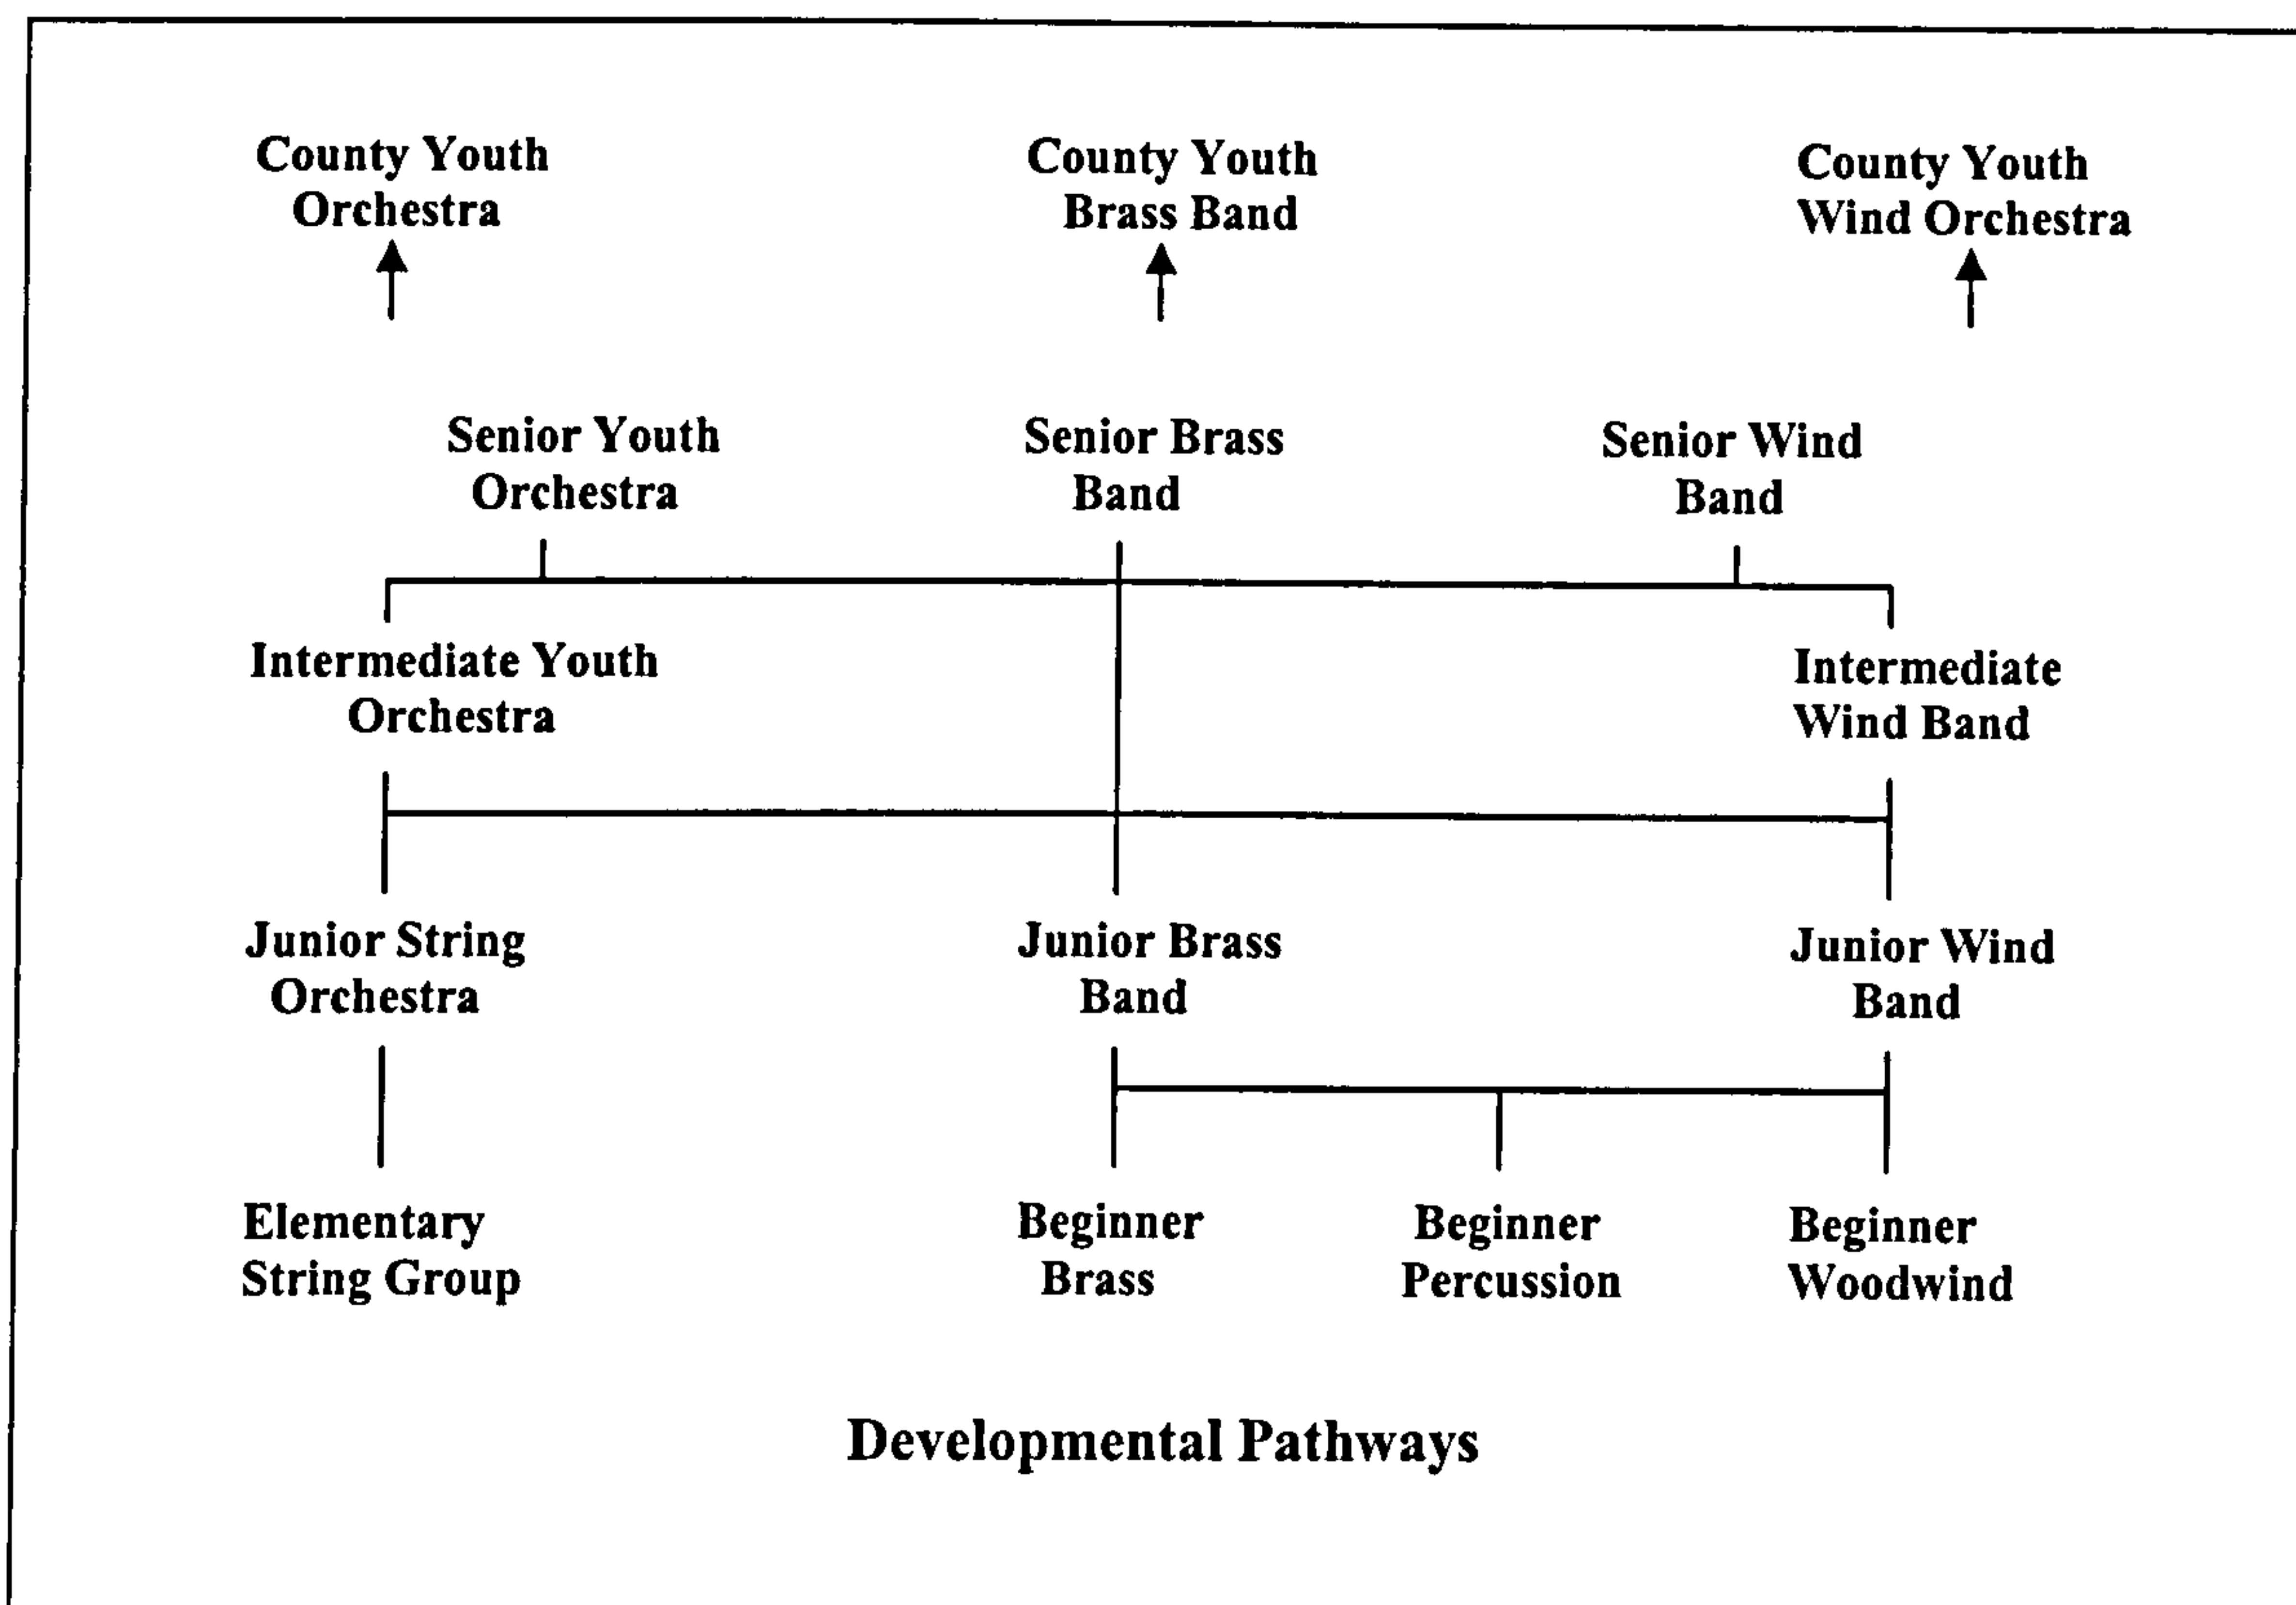 County Youth
Orchestra
County Youth
Brass Band
County Youth
Wind Orchestra
Senior Youth
Orchestra
Senior Brass
Band
Senior Wind
Band
Intermediate Youth
Orchestra
Intermediate
Wind Band
Junior String
Orchestra
Junior Brass
Band
Junior Wind
Band
Elementary
String Group
Beginner
Brass
Beginner
Percussion
Beginner
Woodwind
Developmental Pathways